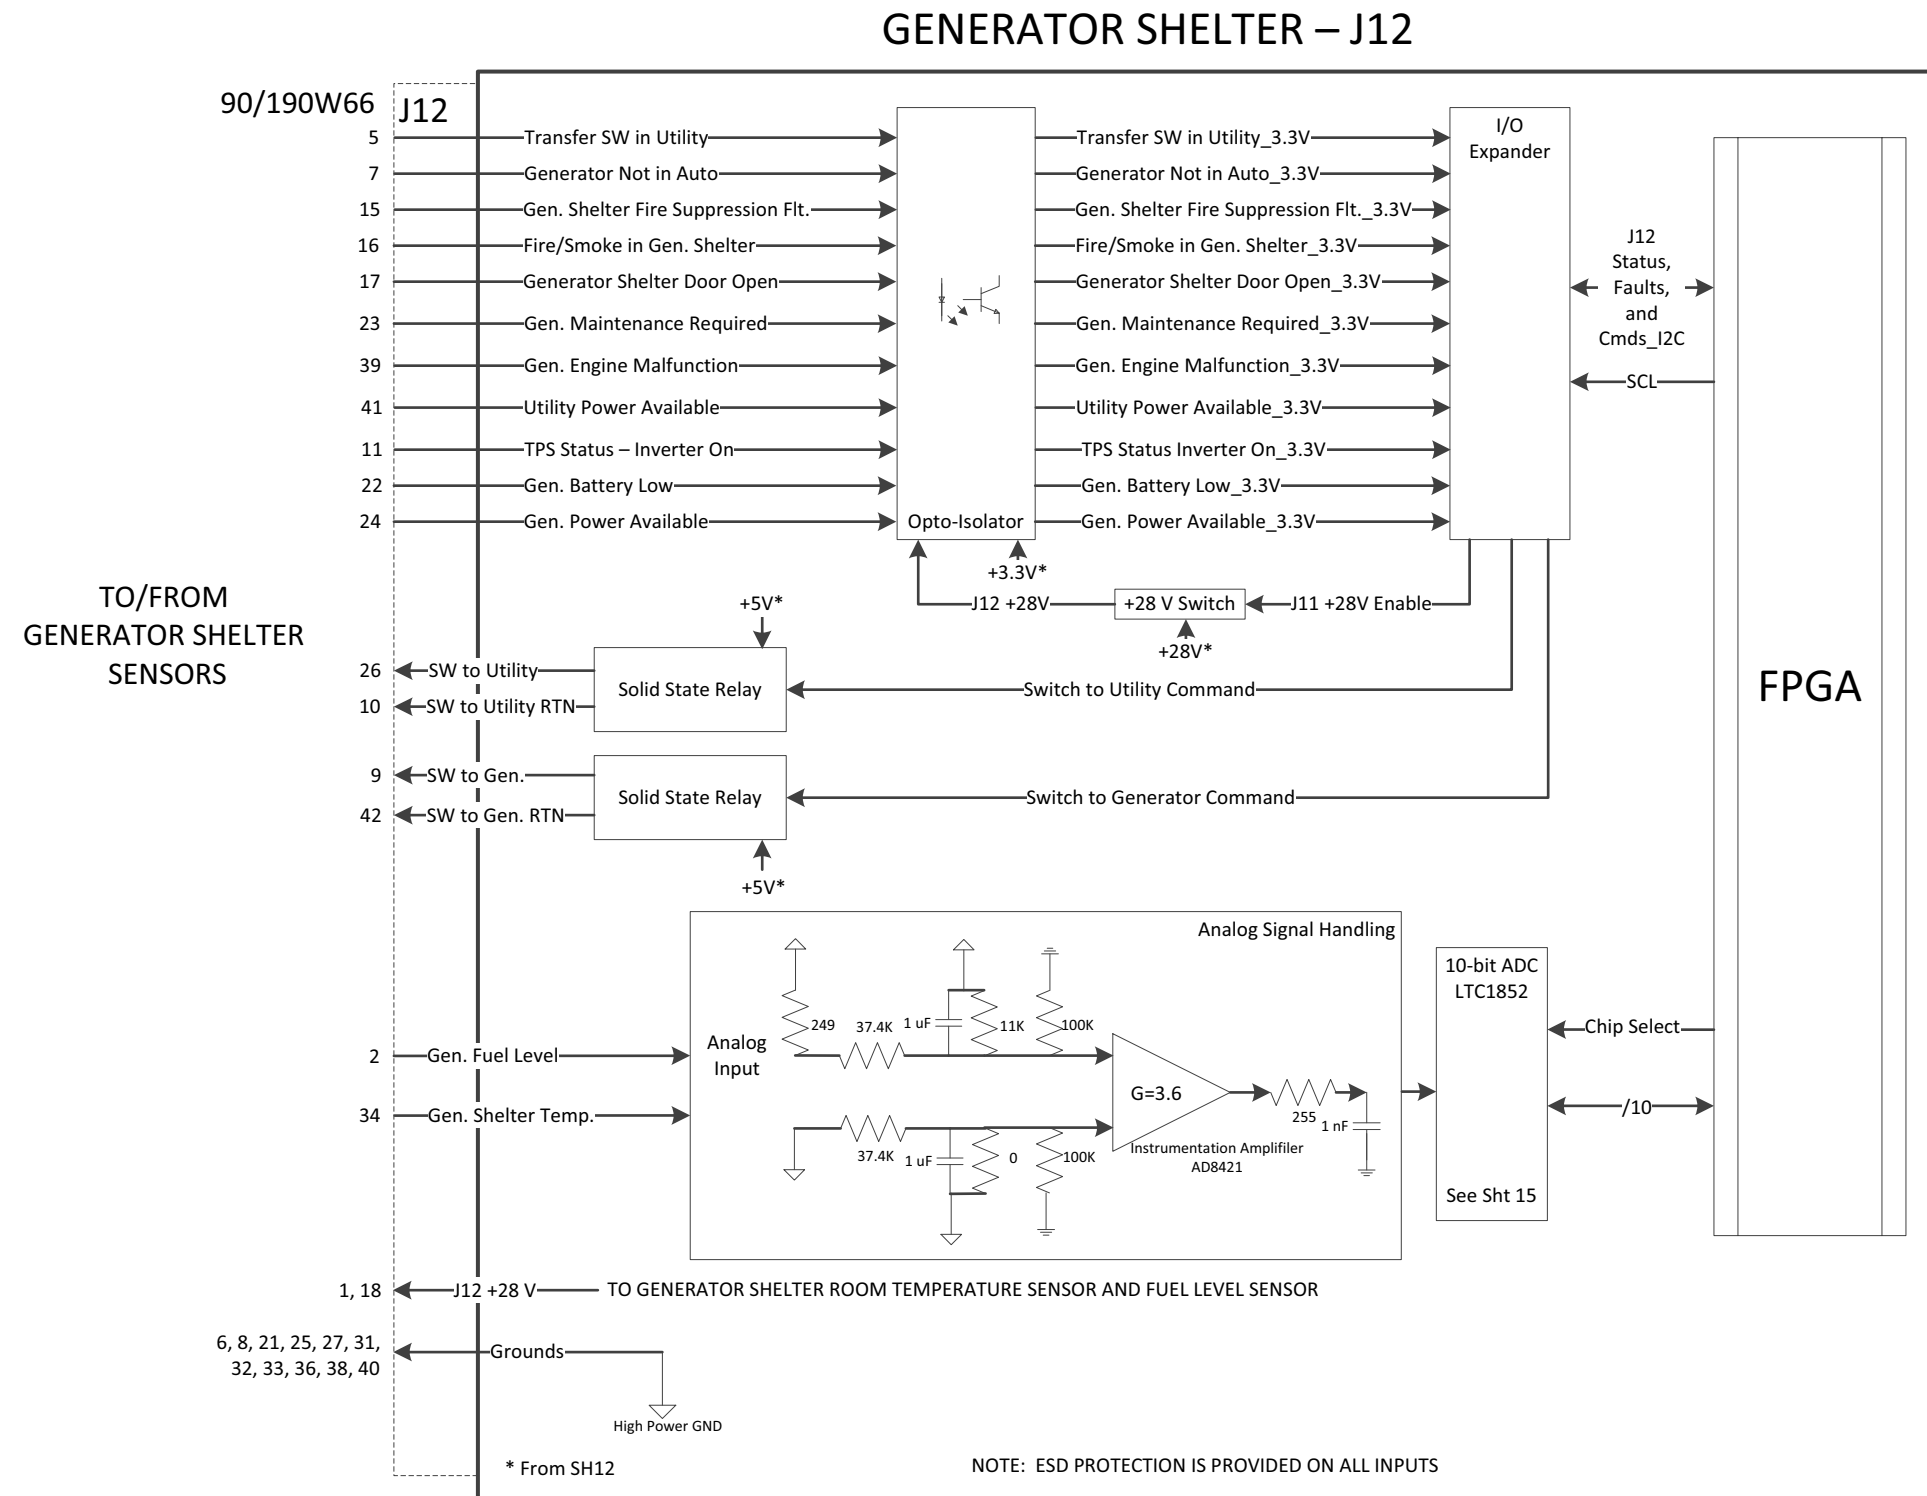 GENERATOR SHELTER – J12
90/190W66
J12
5 Transfer SW in Utility Transfer SW in Utility_3.3V
7 Generator Not in Auto Generator Not in Auto_3.3V
15 Gen. Shelter Fire Suppression Flt. Gen. Shelter Fire Suppression Flt._3.3V
16 Fire/Smoke in Gen. Shelter Fire/Smoke in Gen. Shelter_3.3V
17 Generator Shelter Door Open Generator Shelter Door Open_3.3V
23 Gen. Maintenance Required Gen. Maintenance Required_3.3V
39 Gen. Engine Malfunction Gen. Engine Malfunction_3.3V
41 Utility Power Available Utility Power Available_3.3V
11 TPS Status – Inverter On TPS Status Inverter On_3.3V
22 Gen. Battery Low Gen. Battery Low_3.3V
24 Gen. Power Available Gen. Power Available_3.3V
Opto-Isolator
I/O
Expander
J12
Status,
Faults,
and
Cmds_I2C
SCL
FPGA
+3.3V*
J12 +28V
+28 V Switch
J11 +28V Enable
+28V*
TO/FROM
GENERATOR SHELTER
SENSORS
+5V*
26 SW to Utility
10 SW to Utility RTN
Solid State Relay
Switch to Utility Command
9 SW to Gen.
42 SW to Gen. RTN
Solid State Relay
Switch to Generator Command
+5V*
Analog Signal Handling
2 Gen. Fuel Level
34 Gen. Shelter Temp.
Analog
Input
249
37.4K
1 uF
11K
100K
37.4K
1 uF
0
100K
G=3.6
Instrumentation Amplifiler
AD8421
255
1 nF
10-bit ADC
LTC1852
See Sht 15
Chip Select
/10
1, 18 J12 +28 V TO GENERATOR SHELTER ROOM TEMPERATURE SENSOR AND FUEL LEVEL SENSOR
6, 8, 21, 25, 27, 31,
32, 33, 36, 38, 40
Grounds
High Power GND
* From SH12
NOTE: ESD PROTECTION IS PROVIDED ON ALL INPUTS